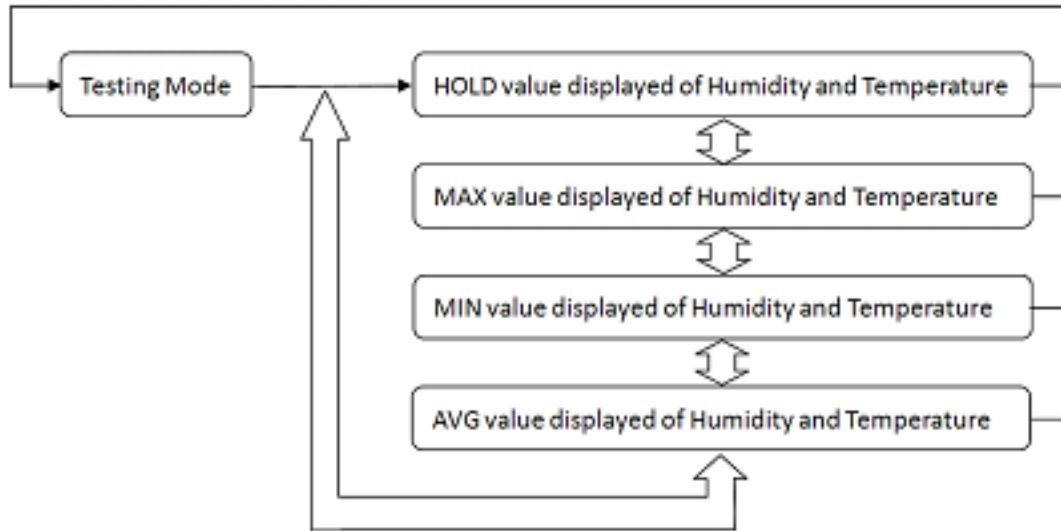 Testing Mode
HOLD value displayed of Humidity and Temperature
MAX value displayed of Humidity and Temperature
MIN value displayed of Humidity and Temperature
AVG value displayed of Humidity and Temperature